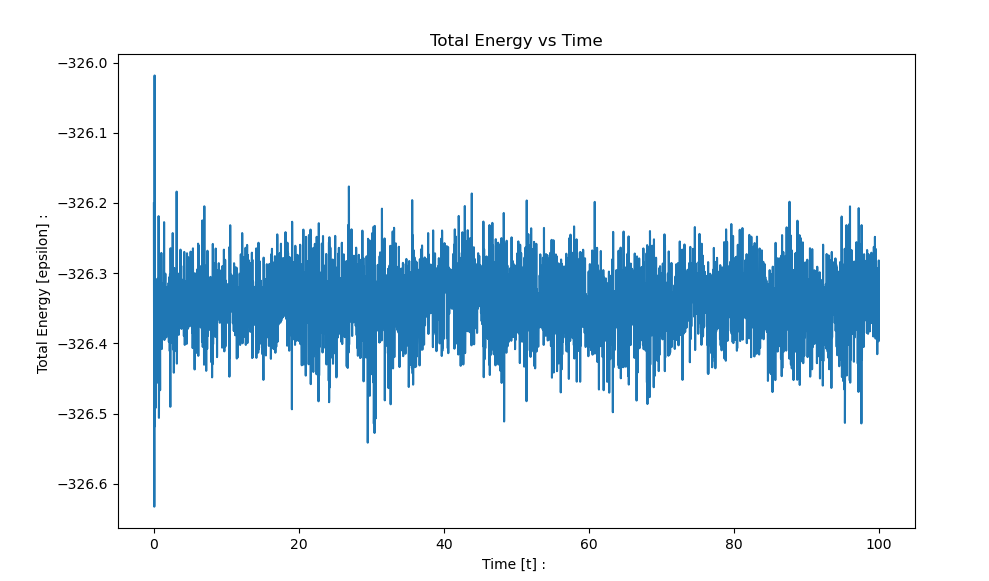 Total Energy vs Time
Total Energy [epsilon] :
−326.0
−326.1
−326.2
−326.3
−326.4
−326.5
−326.6
0 20 40 60 80 100
Time [t] :